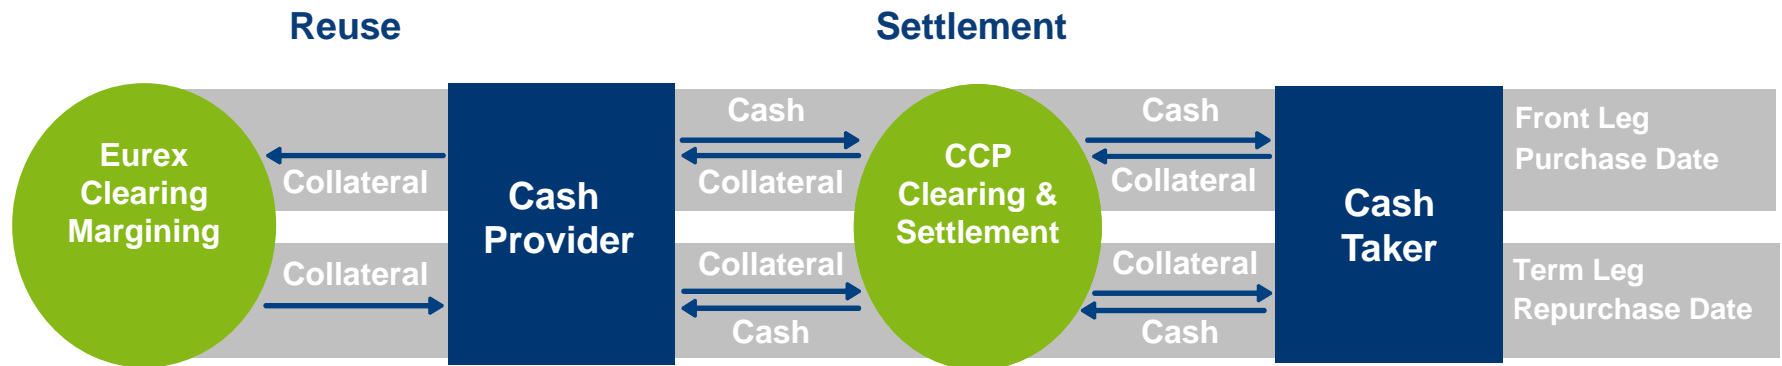 Reuse
Settlement
Eurex
Clearing
Margining
Collateral
Collateral
Cash
Provider
Cash
Collateral
Collateral
Cash
CCP
Clearing &
Settlement
Cash
Collateral
Collateral
Cash
Cash
Taker
Front Leg
Purchase Date
Term Leg
Repurchase Date